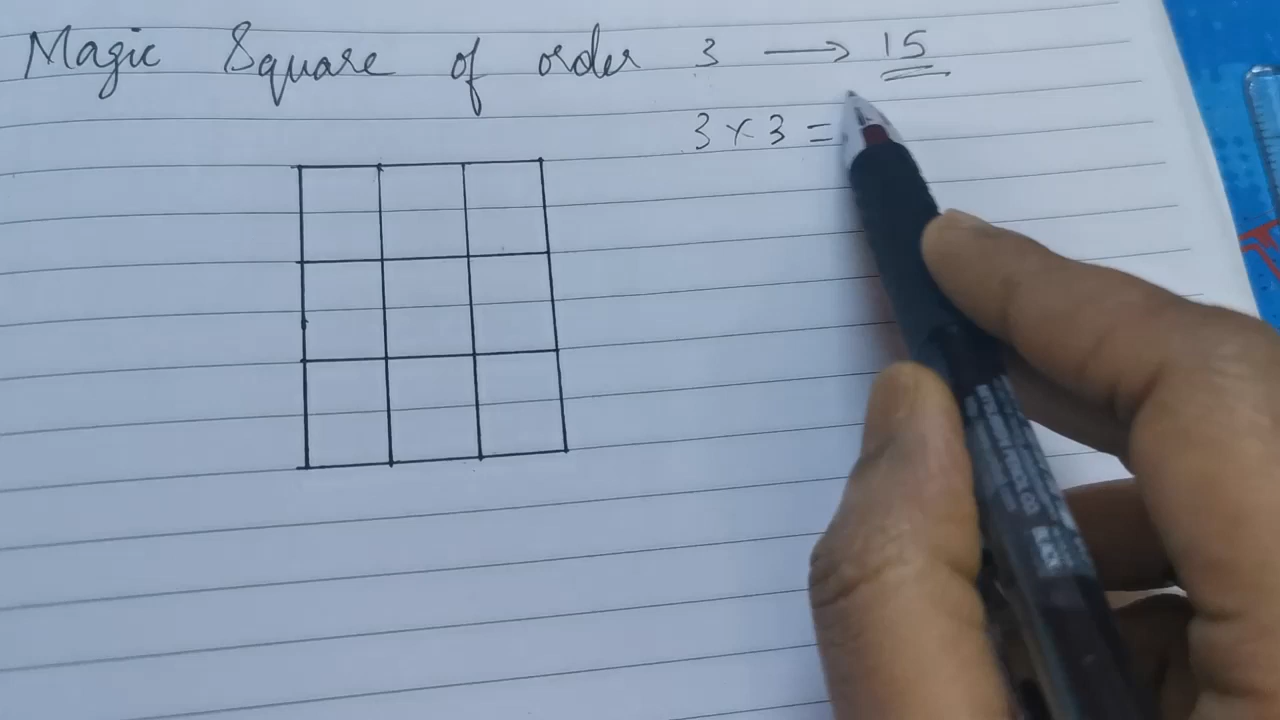 Magic Square of order 3 → 15
3 × 3 =